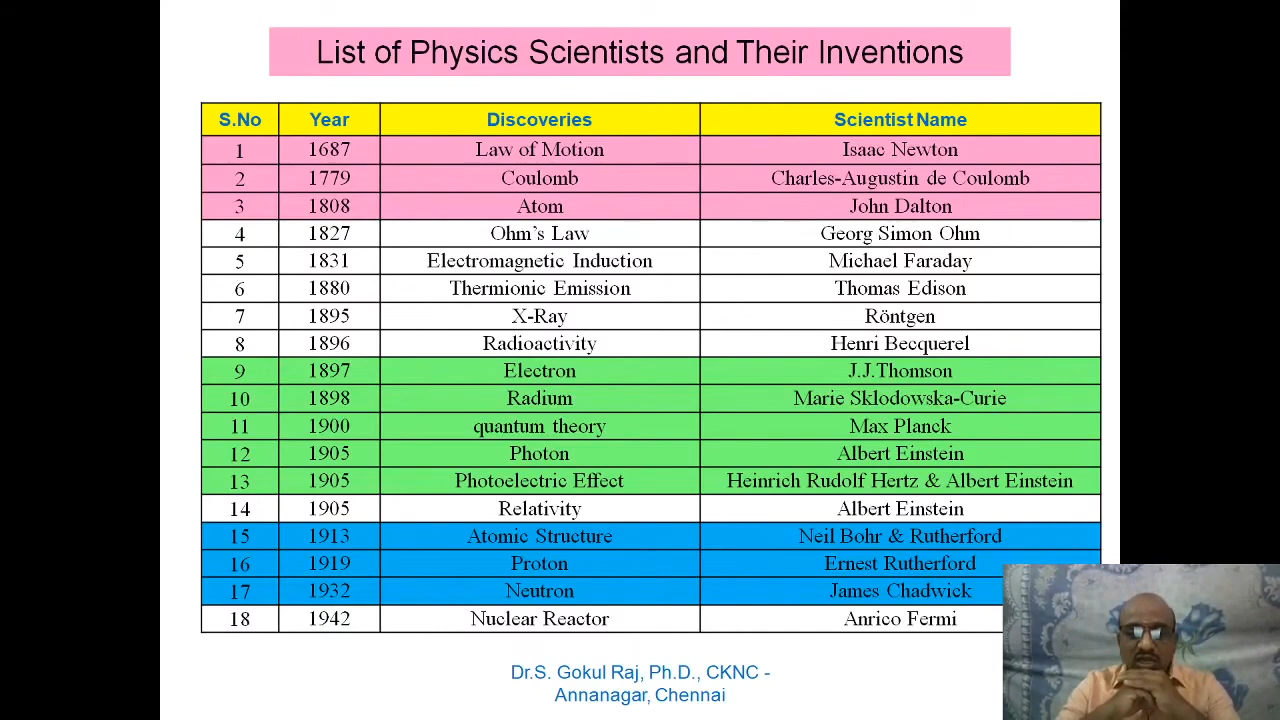 List of Physics Scientists and Their Inventions
S.No Year Discoveries Scientist Name
1 1687 Law of Motion Isaac Newton
2 1779 Coulomb Charles-Augustin de Coulomb
3 1808 Atom John Dalton
4 1827 Ohm's Law Georg Simon Ohm
5 1831 Electromagnetic Induction Michael Faraday
6 1880 Thermionic Emission Thomas Edison
7 1895 X-Ray Röntgen
8 1896 Radioactivity Henri Becquerel
9 1897 Electron J.J.Thomson
10 1898 Radium Marie Sklodowska-Curie
11 1900 quantum theory Max Planck
12 1905 Photon Albert Einstein
13 1905 Photoelectric Effect Heinrich Rudolf Hertz & Albert Einstein
14 1905 Relativity Albert Einstein
15 1913 Atomic Structure Neil Bohr & Rutherford
16 1919 Proton Ernest Rutherford
17 1932 Neutron James Chadwick
18 1942 Nuclear Reactor Anrico Fermi
Dr.S. Gokul Raj, Ph.D., CKNC -
Annanagar, Chennai